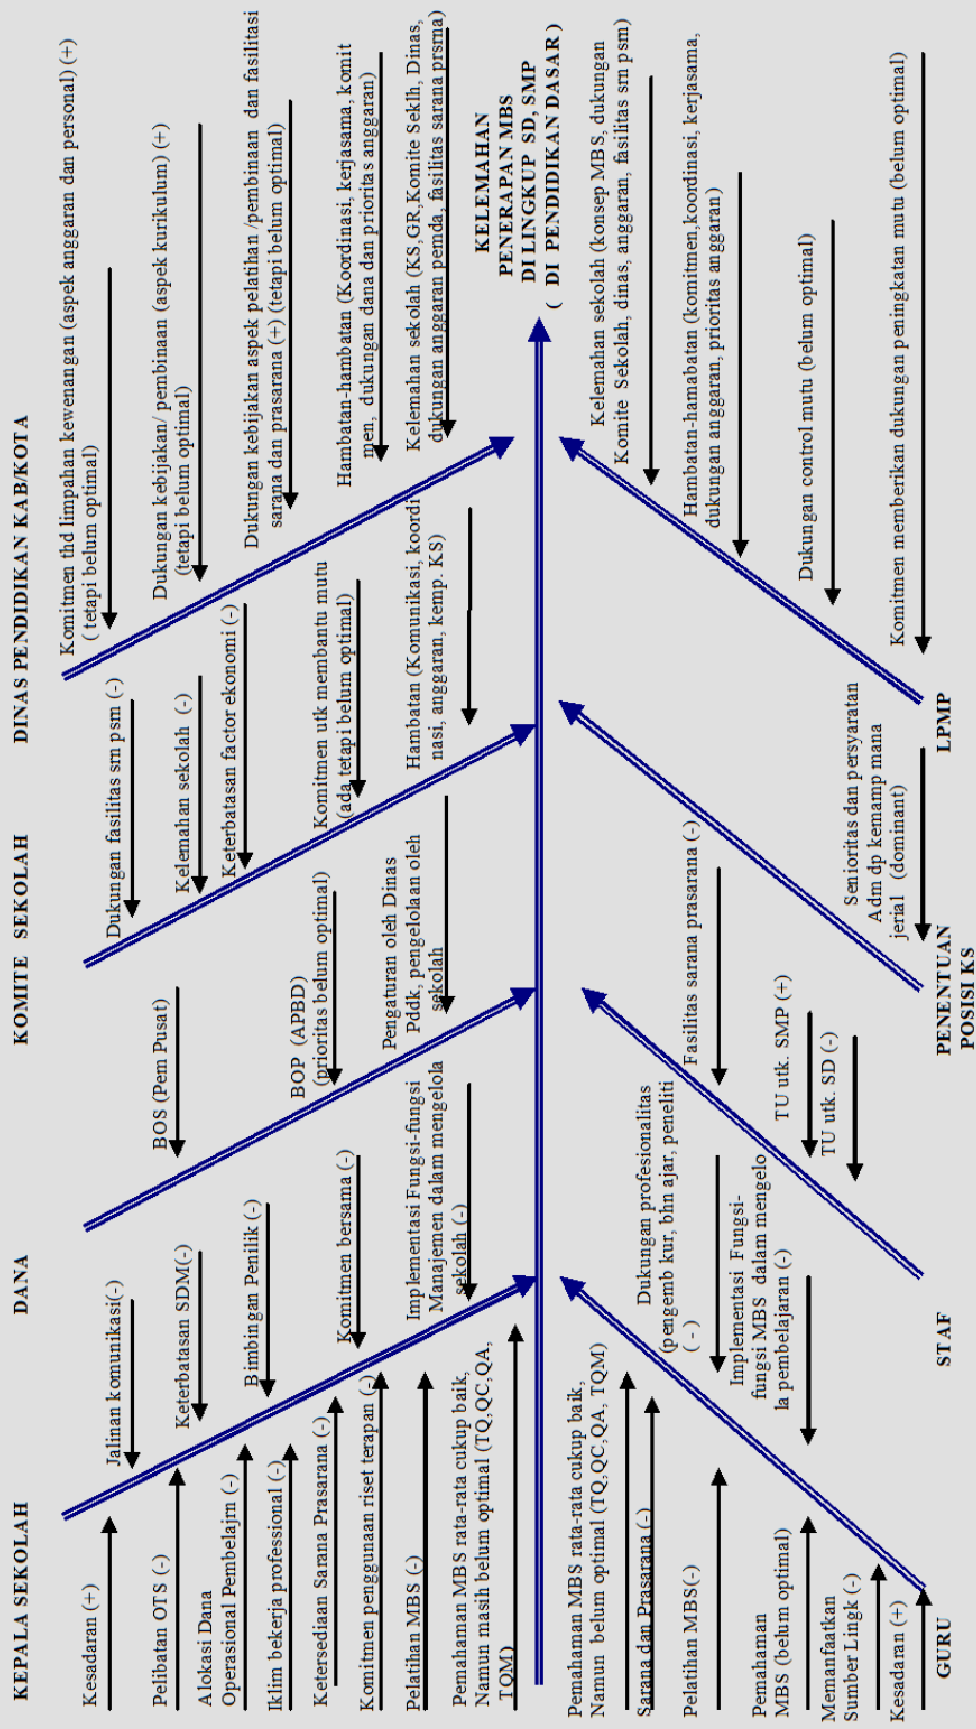 KEPALA SEKOLAH
DANA
KOMITE SEKOLAH
DINAS PENDIDIKAN KAB/KOTA
Kesadaran (+)
Pelibatan OTS (-)
Alokasi Dana
Operasional Pembelajrn (-)
Iklim bekerja professional (-)
Ketersediaan Sarana Prasarana (-)
Komitmen penggunaan riset terapan (-)
Pelatihan MBS (-)
Pemahaman MBS rata-rata cukup baik,
Namun masih belum optimal (TQ,QC,QA,
TQM)
Jalinan komunikasi(-)
Keterbatasan SDM(-)
Bimbingan Penilik (-)
Komitmen bersama (-)
Implementasi Fungsi-fungsi
Manajemen dalam mengelola
sekolah (-)
BOS (Pem Pusat)
BOP (APBD)
(prioritas belum optimal)
Pengaturan oleh Dinas
Pddk, pengelolaan oleh
sekolah
Dukungan fasilitas srn psm (-)
Kelemahan sekolah (-)
Keterbatasan factor ekonomi (-)
Komitmen utk membantu mutu
(ada tetapi belum optimal)
Hambatan (Komunikasi, koordi
nasi, anggaran, kemp. KS)
Komitmen thd limpahan kewenangan (aspek anggaran dan personal) (+)
( tetapi belum optimal)
Dukungan kebijakan/ pembinaan (aspek kurikulum) (+)
(tetapi belum optimal)
Dukungan kebijakan aspek pelatihan /pembinaan dan fasilitasi
sarana dan prasarana (+) (tetapi belum optimal)
Hambatan-hambatan (Koordinasi, kerjasama, komit
men, dukungan dana dan prioritas anggaran)
Kelemahan sekolah (KS,GR,Komite Seklh, Dinas,
dukungan anggaran pemda, fasilitas sarana prsrna)
KELEMAHAN
PENERAPAN MBS
DI LINGKUP SD, SMP
( DI PENDIDIKAN DASAR )
Pemahaman MBS rata-rata cukup baik,
Namun belum optimal (TQ,QC,QA, TQM)
Sarana dan Prasarana (-)
Pelatihan MBS(-)
Pemahaman
MBS (belum optimal)
Memanfaatkan
Sumber Lingk (-)
Kesadaran (+)
Dukungan profesionalitas
(pengemb kur, bhn ajar, peneliti
( - )
Implementasi Fungsi-
fungsi MBS dalam mengelo
la pembelajaran (-)
Fasilitas sarana prasarana (-)
TU utk. SMP (+)
TU utk. SD (-)
Senioritas dan persyaratan
Adm dp kemamp mana
jerial (dominant)
Kelemahan sekolah (konsep MBS, dukungan
Komite Sekolah, dinas, anggaran, fasilitas srn psm)
Hambatan-hamabatan (komitmen,koordinasi, kerjasama,
dukungan anggaran, prioritas anggaran)
Dukungan control mutu (belum optimal)
Komitmen memberikan dukungan peningkatan mutu (belum optimal)
GURU
STAF
PENENTUAN
POSISI KS
LPMP